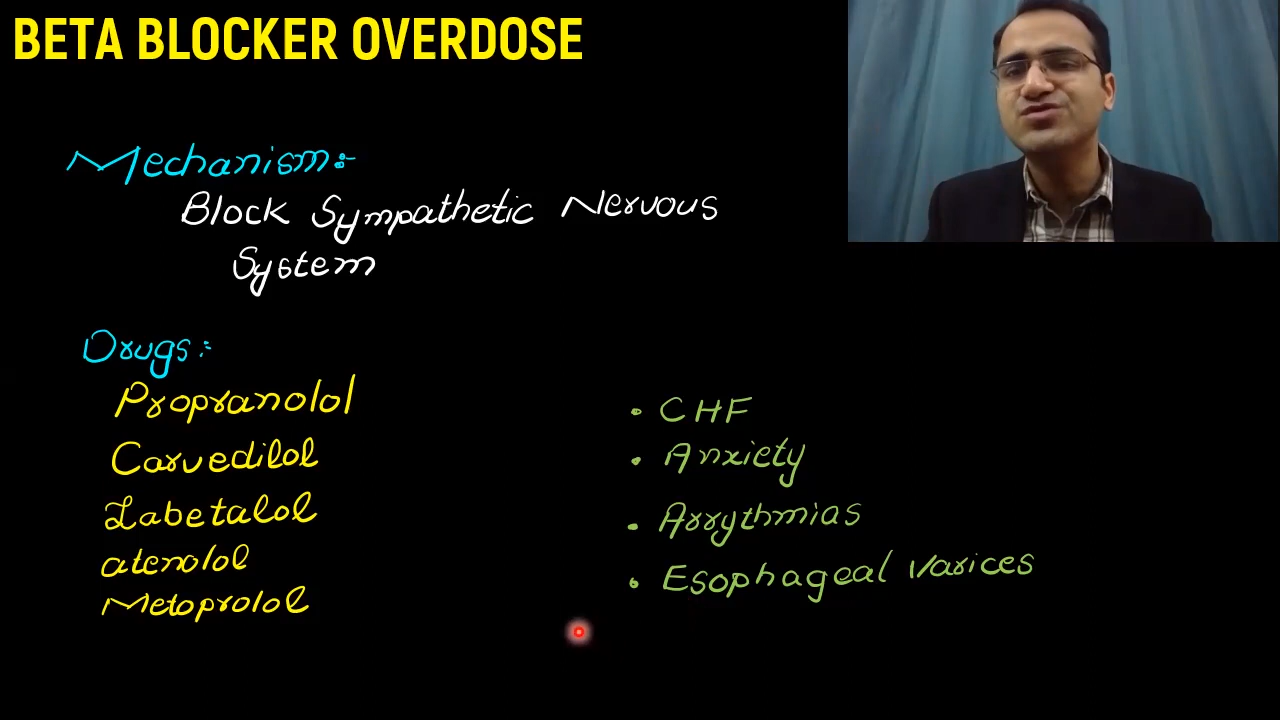 BETA BLOCKER OVERDOSE
Mechanism:-
Block Sympathetic Nervous
System
Drugs:-
Propranolol
Carvedilol
Labetalol
atenolol
Metoprolol
• CHF
• Anxiety
• Arrythmias
• Esophageal Varices